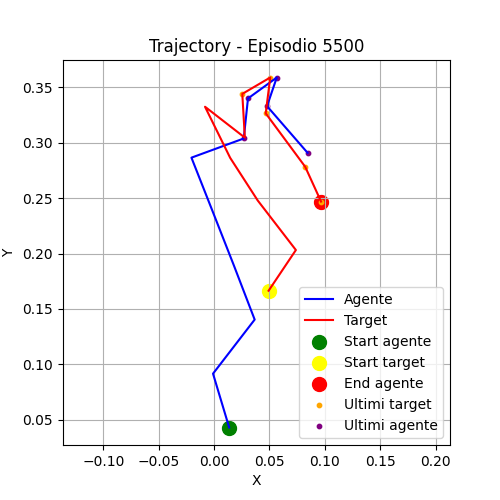 Trajectory - Episodio 5500
Y
0.35
0.30
0.25
0.20
0.15
0.10
0.05
Agente
Target
Start agente
Start target
End agente
Ultimi target
Ultimi agente
−0.10
−0.05
0.00
0.05
0.10
0.15
0.20
X